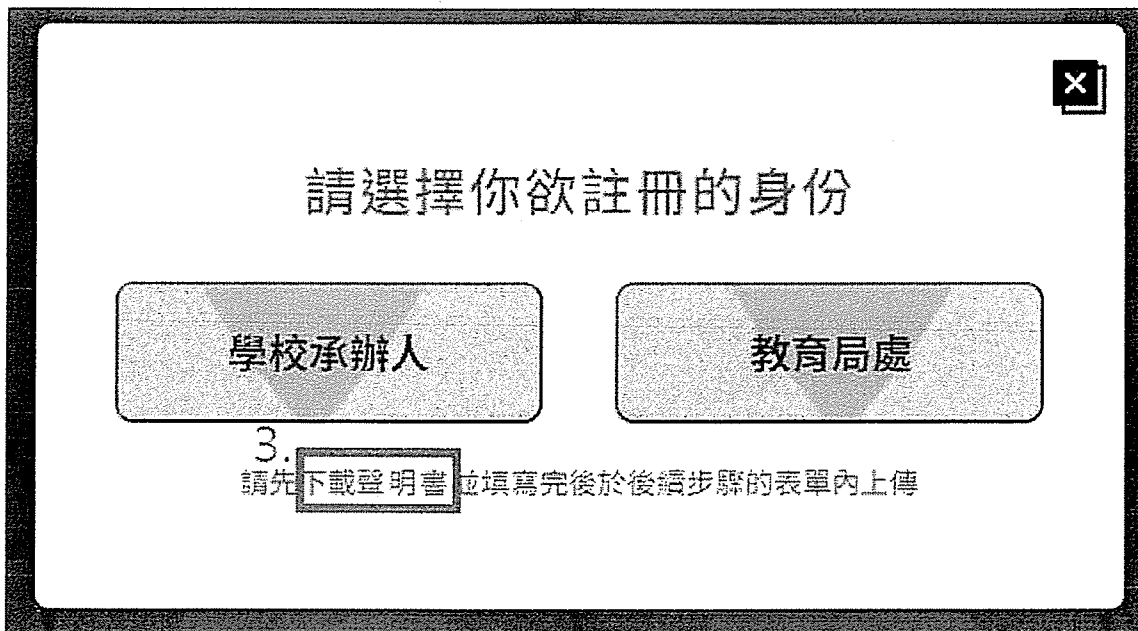 請選擇你欲註冊的身份
學校承辦人
教育局處
3.
請先下載聲明書並填寫完後於後續步驟的表單內上傳